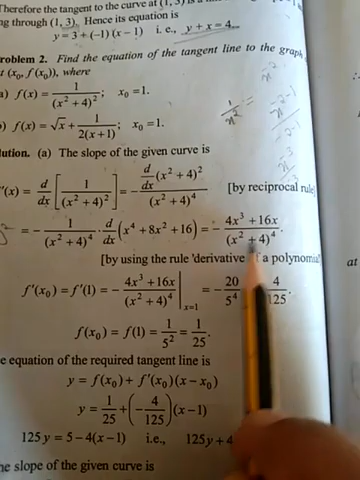 Therefore the tangent to the curve at (1, 3) is a
ng through (1, 3). Hence its equation is
y = 3 + (−1) (x − 1) i. e., y + x = 4.
roblem 2. Find the equation of the tangent line to the graph
t (x₀, f(x₀)), where
a) f(x) = 1/(x² + 4)²; x₀ = 1.
) f(x) = √x + 1/2(x+1); x₀ = 1.
lution. (a) The slope of the given curve is
′(x) = d/dx [1/(x² + 4)²] = − d/dx (x² + 4)²/(x² + 4)⁴ [by reciprocal rule]
= − 1/(x² + 4)⁴ · d/dx (x⁴ + 8x² + 16) = − 4x³ + 16x/(x² + 4)⁴
[by using the rule 'derivative of a polynomial at
f′(x₀) = f′(1) = − 4x³ + 16x/(x² + 4)⁴ |ₓ₌₁ = − 20/5⁴ 4/125.
f(x₀) = f(1) = 1/5² = 1/25.
e equation of the required tangent line is
y = f(x₀) + f′(x₀)(x − x₀)
y = 1/25 + (− 4/125)(x − 1)
125 y = 5 − 4(x − 1) i.e., 125y + 4
he slope of the given curve is